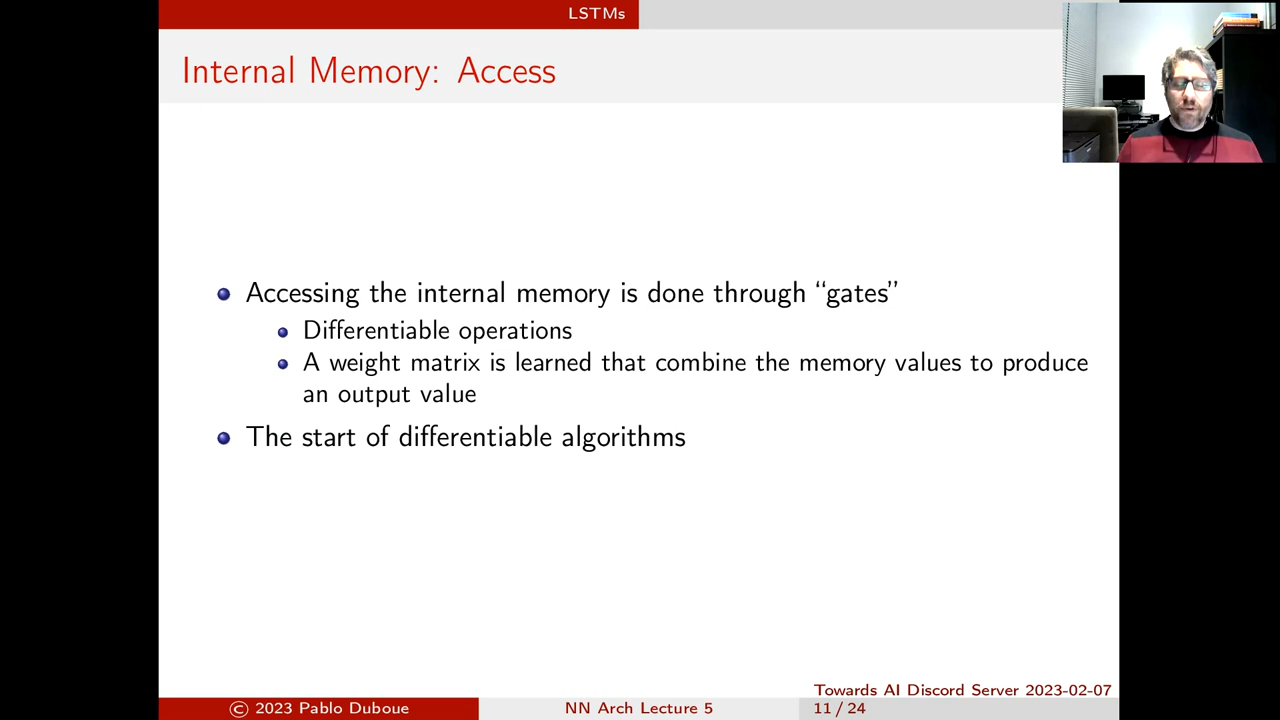 LSTMs
Internal Memory: Access
Accessing the internal memory is done through “gates”
Differentiable operations
A weight matrix is learned that combine the memory values to produce
an output value
The start of differentiable algorithms
Towards AI Discord Server 2023-02-07
© 2023 Pablo Duboue
NN Arch Lecture 5
11 / 24